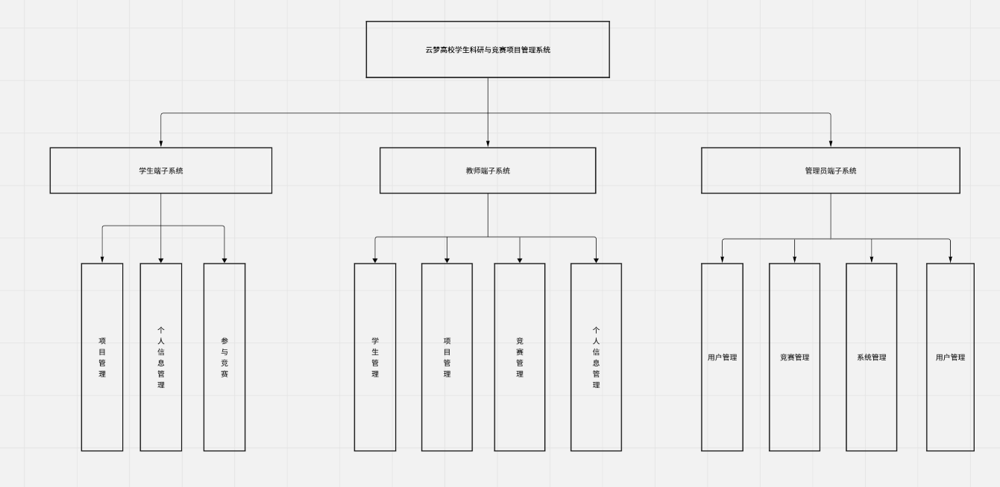 云梦高校学生科研与竞赛项目管理系统
学生端子系统
教师端子系统
管理员端子系统
项目管理
个人信息管理
参与竞赛
学生管理
项目管理
竞赛管理
个人信息管理
用户管理
竞赛管理
系统管理
用户管理